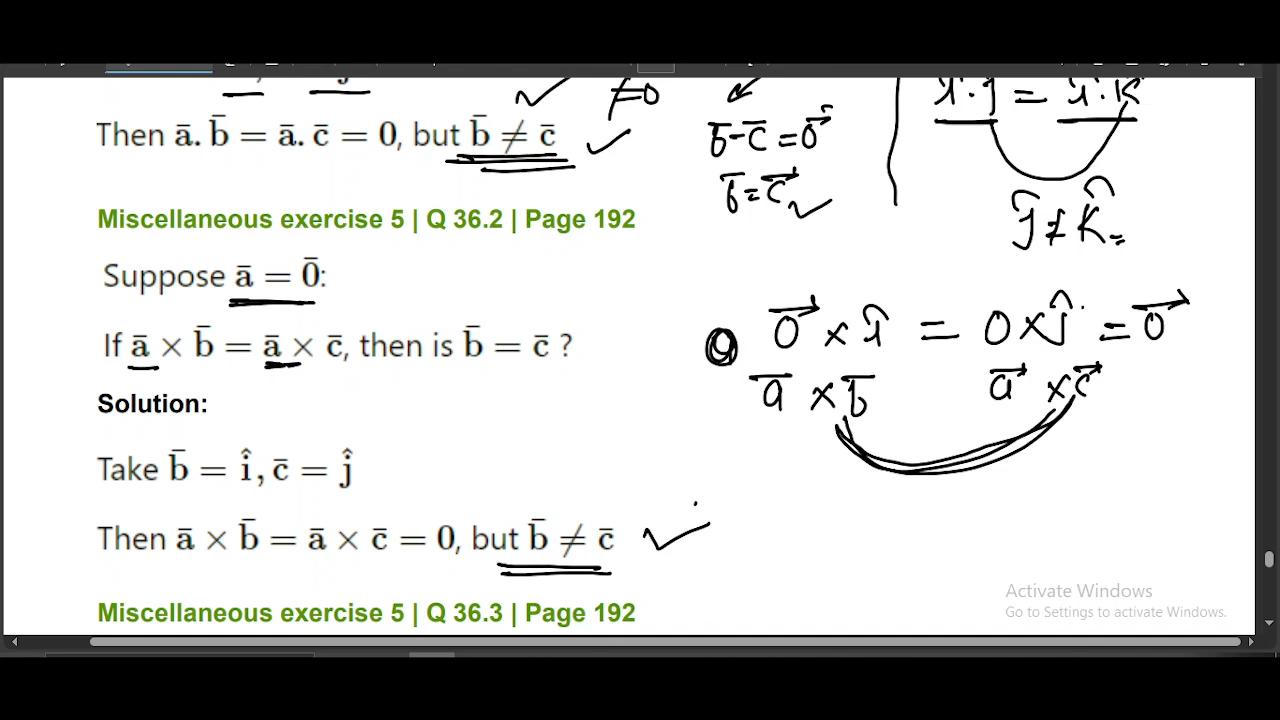 ≠0
î·ĵ = î·k̂
Then ā. b̄ = ā. c̄ = 0, but b̄ ≠ c̄
b̄-c̄ =0⃗
b̄=c⃗
Miscellaneous exercise 5 | Q 36.2 | Page 192
ĵ ≠ k̂
Suppose ā = 0̄:
0⃗ × î = 0 × ĵ = 0⃗
If ā × b̄ = ā × c̄, then is b̄ = c̄ ?
ā × b̄ a⃗ × c⃗
Solution:
Take b̄ = î, c̄ = ĵ
Then ā × b̄ = ā × c̄ = 0, but b̄ ≠ c̄
Activate Windows
Go to Settings to activate Windows.
Miscellaneous exercise 5 | Q 36.3 | Page 192